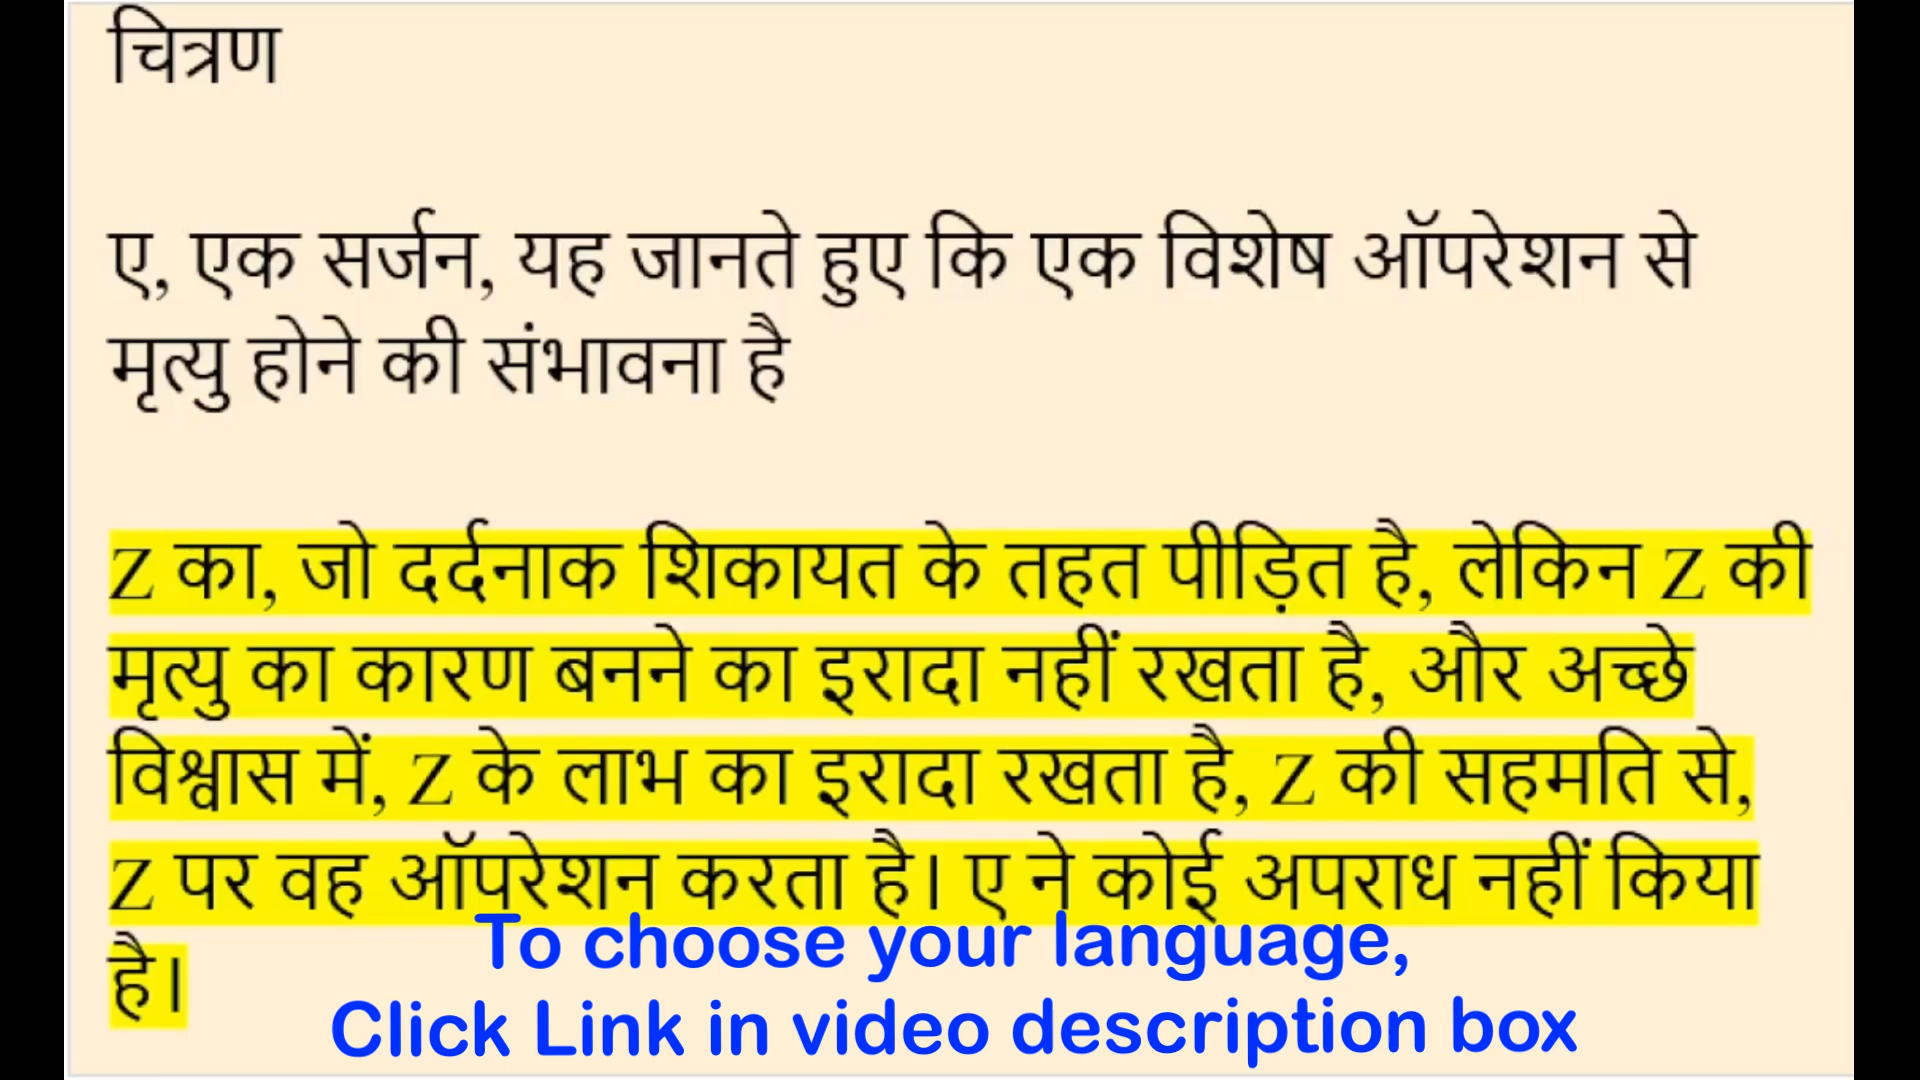 चित्रण
ए, एक सर्जन, यह जानते हुए कि एक विशेष ऑपरेशन से
मृत्यु होने की संभावना है
Z का, जो दर्दनाक शिकायत के तहत पीड़ित है, लेकिन Z की
मृत्यु का कारण बनने का इरादा नहीं रखता है, और अच्छे
विश्वास में, Z के लाभ का इरादा रखता है, Z की सहमति से,
Z पर वह ऑपरेशन करता है। ए ने कोई अपराध नहीं किया
है।
To choose your language,
Click Link in video description box